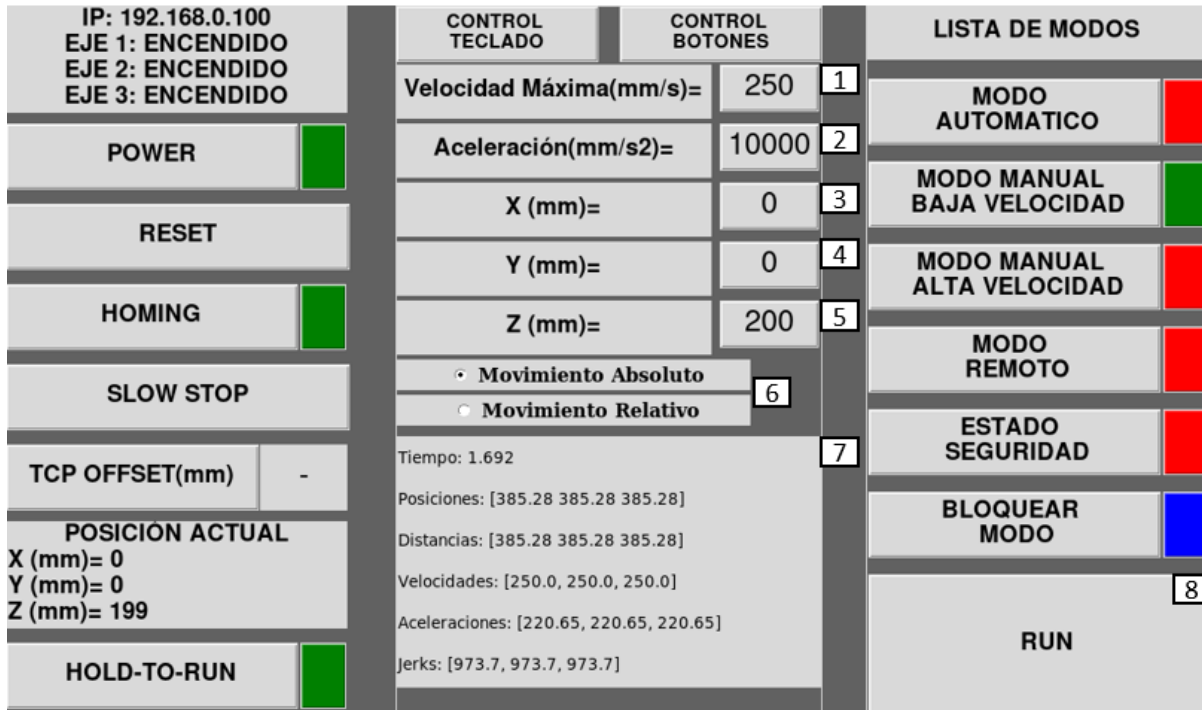 IP: 192.168.0.100
EJE 1: ENCENDIDO
EJE 2: ENCENDIDO
EJE 3: ENCENDIDO
POWER
RESET
HOMING
SLOW STOP
TCP OFFSET(mm) -
POSICIÓN ACTUAL
X (mm)= 0
Y (mm)= 0
Z (mm)= 199
HOLD-TO-RUN
CONTROL
TECLADO
CONTROL
BOTONES
Velocidad Máxima(mm/s)= 250 1
Aceleración(mm/s2)= 10000 2
X (mm)= 0 3
Y (mm)= 0 4
Z (mm)= 200 5
Movimiento Absoluto
6
Movimiento Relativo
7
Tiempo: 1.692
Posiciones: [385.28 385.28 385.28]
Distancias: [385.28 385.28 385.28]
Velocidades: [250.0, 250.0, 250.0]
Aceleraciones: [220.65, 220.65, 220.65]
Jerks: [973.7, 973.7, 973.7]
LISTA DE MODOS
MODO
AUTOMATICO
MODO MANUAL
BAJA VELOCIDAD
MODO MANUAL
ALTA VELOCIDAD
MODO
REMOTO
ESTADO
SEGURIDAD
BLOQUEAR
MODO
8
RUN